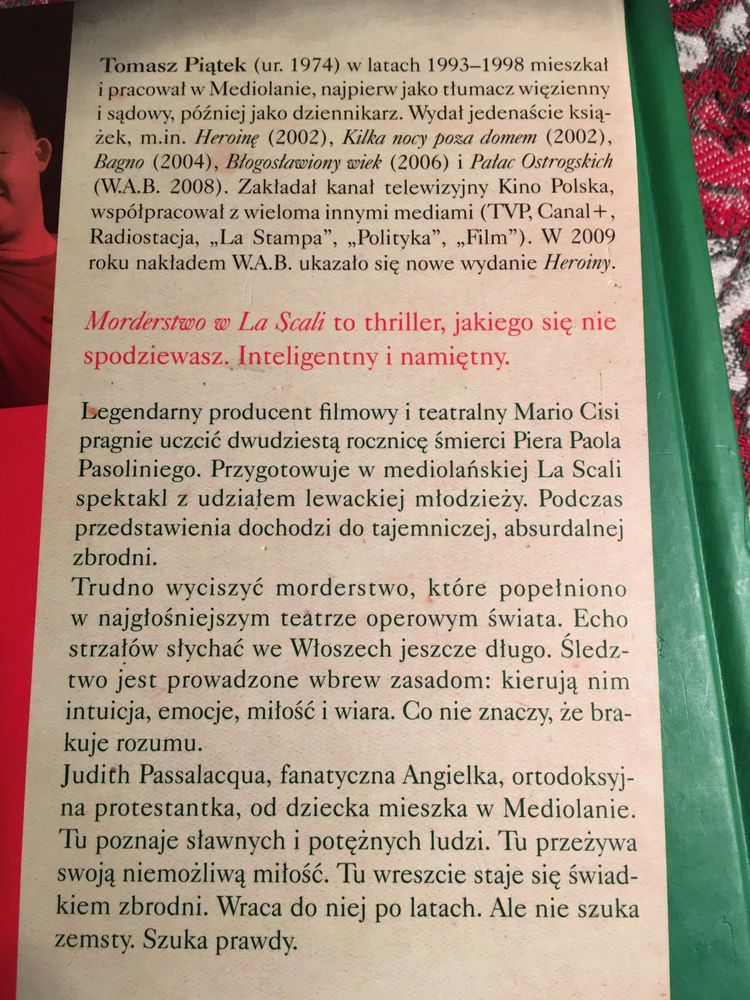 Tomasz Piątek (ur. 1974) w latach 1993–1998 mieszkał
i pracował w Mediolanie, najpierw jako tłumacz więzienny
i sądowy, później jako dziennikarz. Wydał jedenaście ksią-
żek, m.in. Heroinę (2002), Kilka nocy poza domem (2002),
Bagno (2004), Błogosławiony wiek (2006) i Pałac Ostrogskich
(W.A.B. 2008). Zakładał kanał telewizyjny Kino Polska,
współpracował z wieloma innymi mediami (TVP, Canal+,
Radiostacja, „La Stampa”, „Polityka”, „Film”). W 2009
roku nakładem W.A.B. ukazało się nowe wydanie Heroiny.
Morderstwo w La Scali to thriller, jakiego się nie
spodziewasz. Inteligentny i namiętny.
Legendarny producent filmowy i teatralny Mario Cisi
pragnie uczcić dwudziestą rocznicę śmierci Piera Paola
Pasoliniego. Przygotowuje w mediolańskiej La Scali
spektakl z udziałem lewackiej młodzieży. Podczas
przedstawienia dochodzi do tajemniczej, absurdalnej
zbrodni.
Trudno wyciszyć morderstwo, które popełniono
w najgłośniejszym teatrze operowym świata. Echo
strzałów słychać we Włoszech jeszcze długo. Śledz-
two jest prowadzone wbrew zasadom: kierują nim
intuicja, emocje, miłość i wiara. Co nie znaczy, że bra-
kuje rozumu.
Judith Passalacqua, fanatyczna Angielka, ortodoksyj-
na protestantka, od dziecka mieszka w Mediolanie.
Tu poznaje sławnych i potężnych ludzi. Tu przeżywa
swoją niemożliwą miłość. Tu wreszcie staje się świad-
kiem zbrodni. Wraca do niej po latach. Ale nie szuka
zemsty. Szuka prawdy.